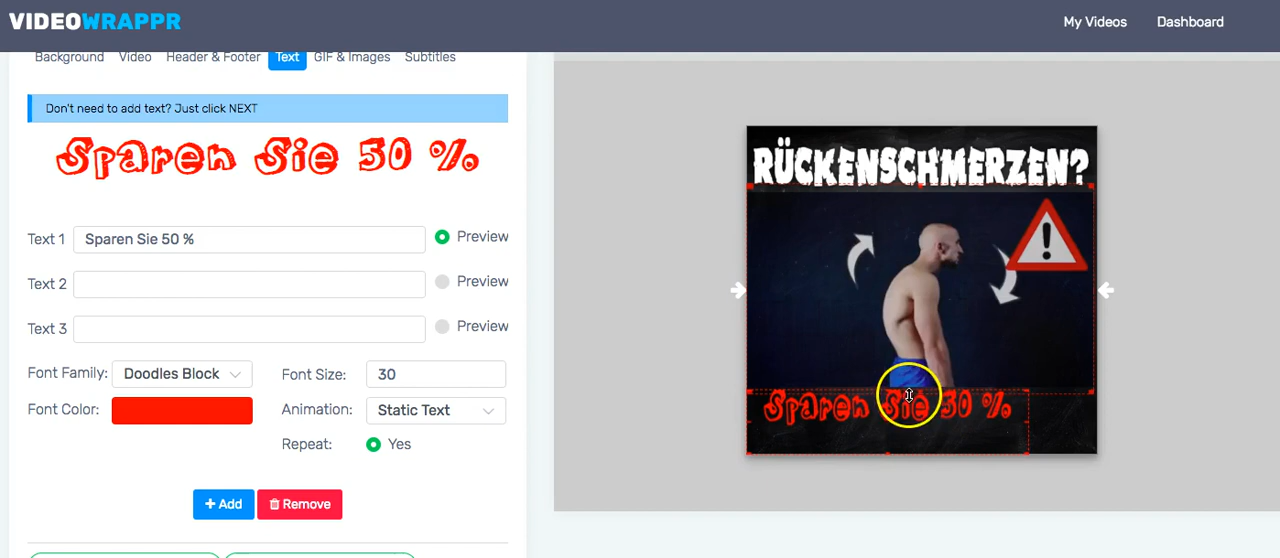 VIDEOWRAPPR
My Videos Dashboard
Background Video Header & Footer Text GIF & Images Subtitles
Don't need to add text? Just click NEXT
Sparen Sie 50 %
Text 1 Sparen Sie 50 % Preview
Text 2 Preview
Text 3 Preview
Font Family: Doodles Block Font Size: 30
Font Color: Animation: Static Text
Repeat: Yes
+ Add Remove
RÜCKENSCHMERZEN?
!
Sparen Sie 50 %